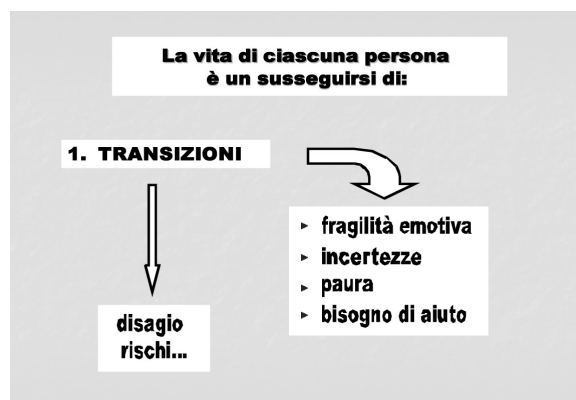 La vita di ciascuna persona
è un susseguirsi di:
1. TRANSIZIONI
fragilità emotiva
incertezze
paura
bisogno di aiuto
disagio
rischi...